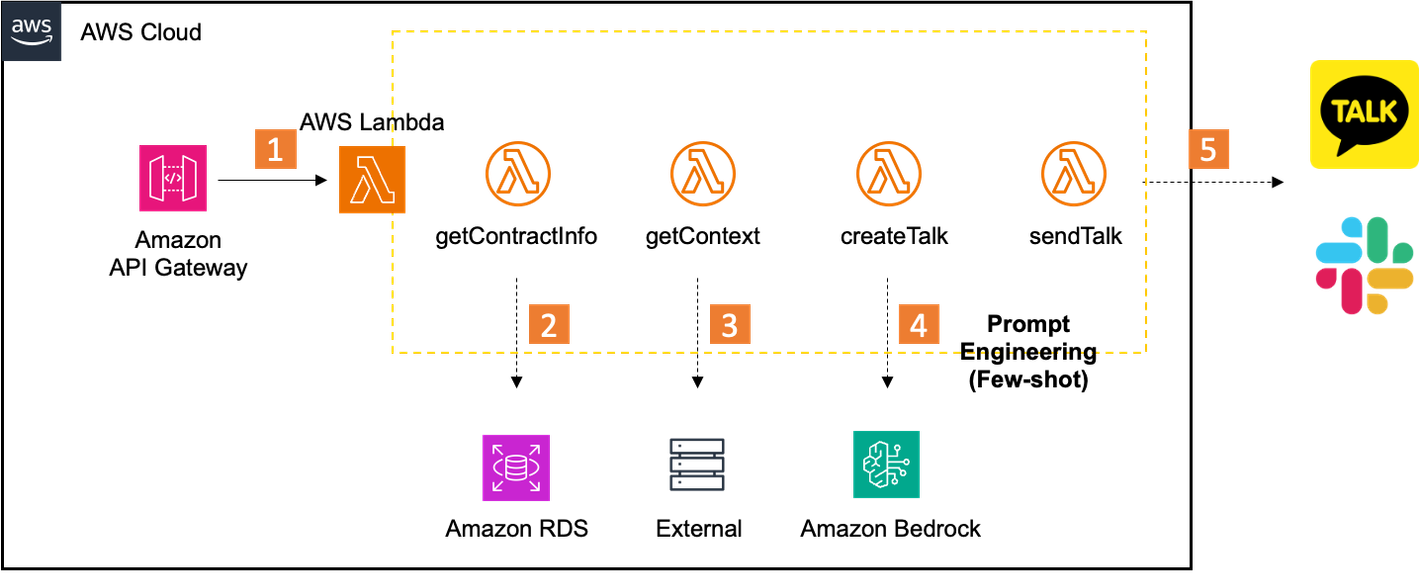 aws
AWS Cloud
AWS Lambda
1
</>
Amazon
API Gateway
getContractInfo
getContext
createTalk
sendTalk
5
TALK
2
3
4
Prompt
Engineering
(Few-shot)
Amazon RDS
External
Amazon Bedrock